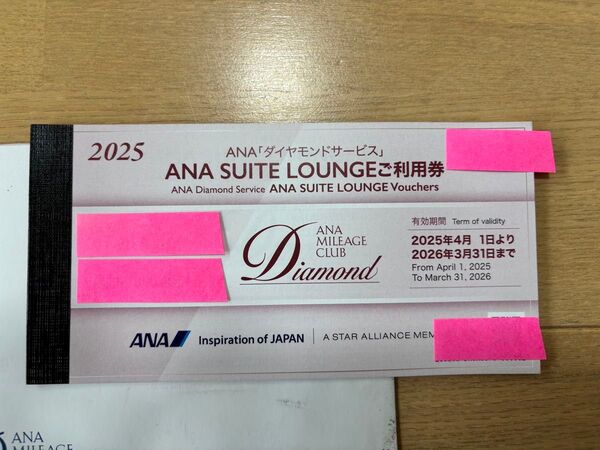 2025
ANA「ダイヤモンドサービス」
ANA SUITE LOUNGEご利用券
ANA Diamond Service ANA SUITE LOUNGE Vouchers
ANA
MILEAGE
CLUB
Diamond
有効期間 Term of validity
2025年4月 1日より
2026年3月31日まで
From April 1, 2025
To March 31, 2026
ANA Inspiration of JAPAN A STAR ALLIANCE
ANA
MILEAGE